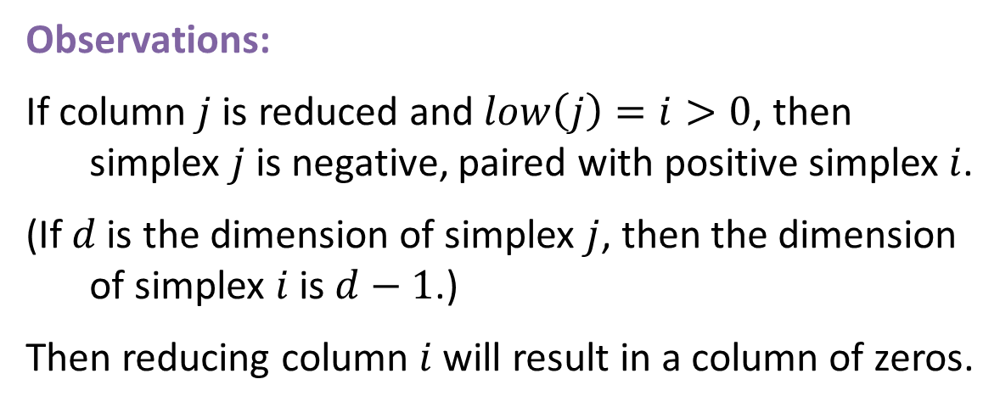 Observations:
If column j is reduced and low(j) = i > 0, then
simplex j is negative, paired with positive simplex i.
(If d is the dimension of simplex j, then the dimension
of simplex i is d − 1.)
Then reducing column i will result in a column of zeros.